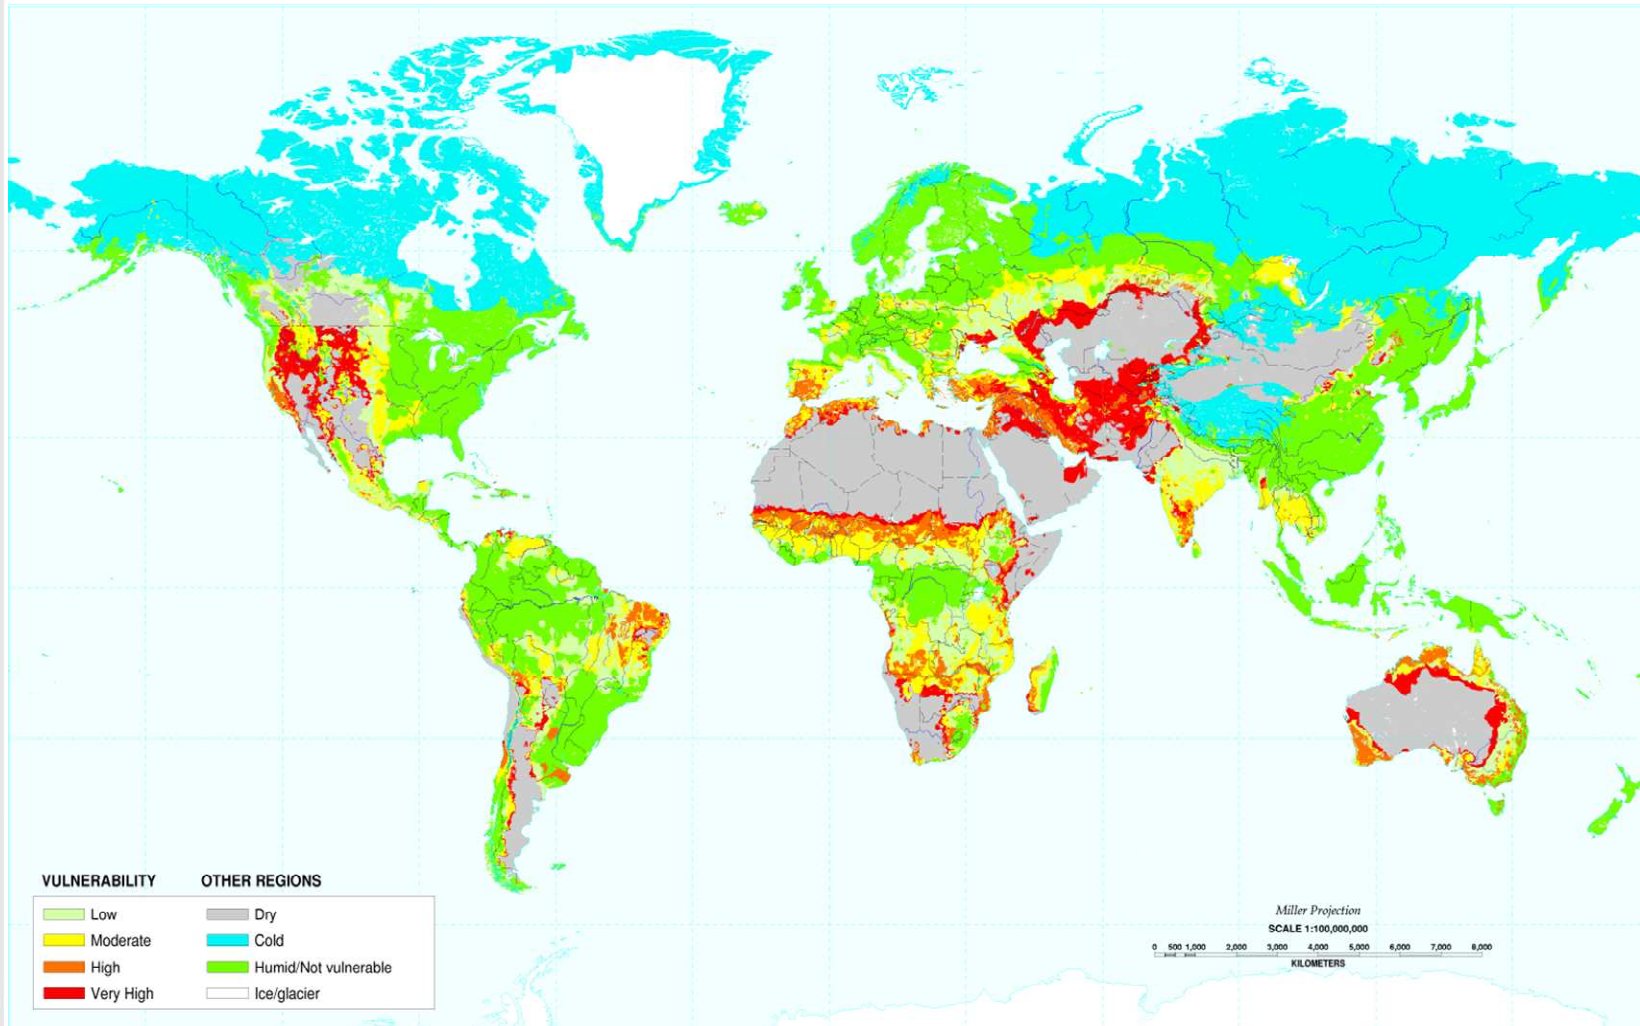 VULNERABILITY OTHER REGIONS
Low Dry
Moderate Cold
High Humid/Not vulnerable
Very High Ice/glacier
Miller Projection
SCALE 1:100,000,000
0 500 1,000 2,000 3,000 4,000 5,000 6,000 7,000 8,000
KILOMETERS